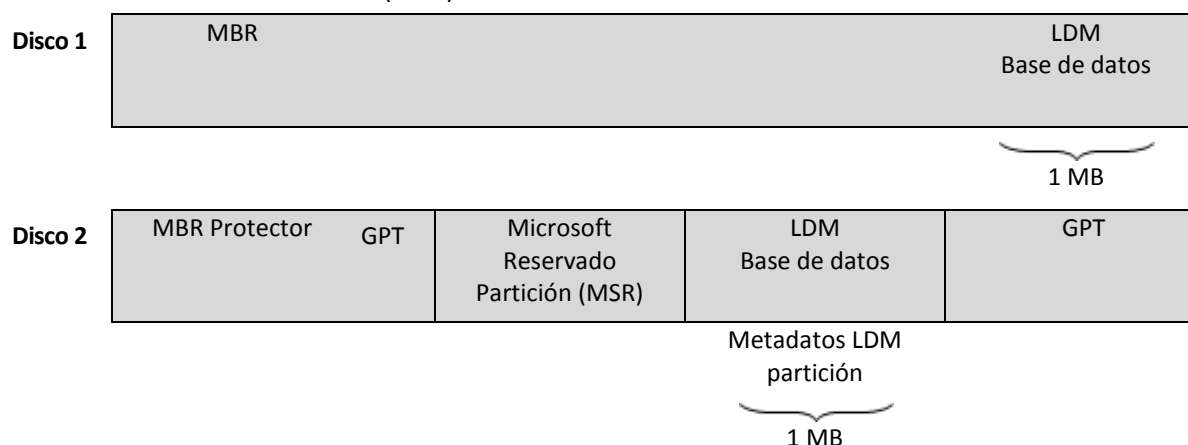 Disco 1
MBR
LDM
Base de datos
1 MB
Disco 2
MBR Protector
GPT
Microsoft
Reservado
Partición (MSR)
LDM
Base de datos
GPT
Metadatos LDM
partición
1 MB